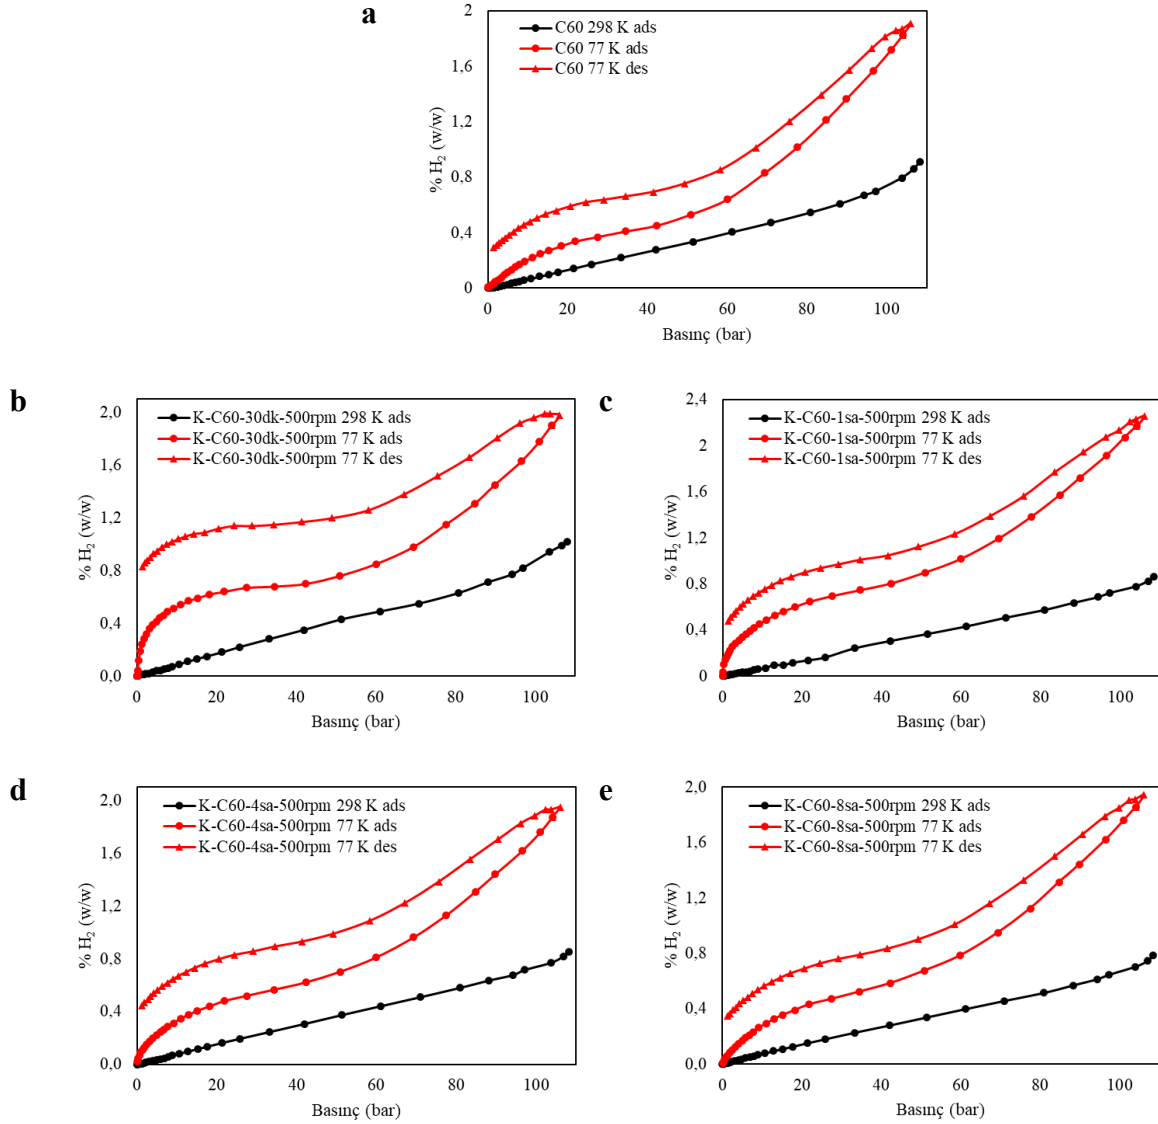 a
2
1,6
1,2
0,8
0,4
0
% H₂ (w/w)
C60 298 K ads
C60 77 K ads
C60 77 K des
0 20 40 60 80 100
Basınç (bar)
b
2,0
1,6
1,2
0,8
0,4
0,0
% H₂ (w/w)
K-C60-30dk-500rpm 298 K ads
K-C60-30dk-500rpm 77 K ads
K-C60-30dk-500rpm 77 K des
0 20 40 60 80 100
Basınç (bar)
c
2,4
2
1,6
1,2
0,8
0,4
0
% H₂ (w/w)
K-C60-1sa-500rpm 298 K ads
K-C60-1sa-500rpm 77 K ads
K-C60-1sa-500rpm 77 K des
0 20 40 60 80 100
Basınç (bar)
d
2,0
1,6
1,2
0,8
0,4
0,0
% H₂ (w/w)
K-C60-4sa-500rpm 298 K ads
K-C60-4sa-500rpm 77 K ads
K-C60-4sa-500rpm 77 K des
0 20 40 60 80 100
Basınç (bar)
e
2,0
1,6
1,2
0,8
0,4
0,0
% H₂ (w/w)
K-C60-8sa-500rpm 298 K ads
K-C60-8sa-500rpm 77 K ads
K-C60-8sa-500rpm 77 K des
0 20 40 60 80 100
Basınç (bar)